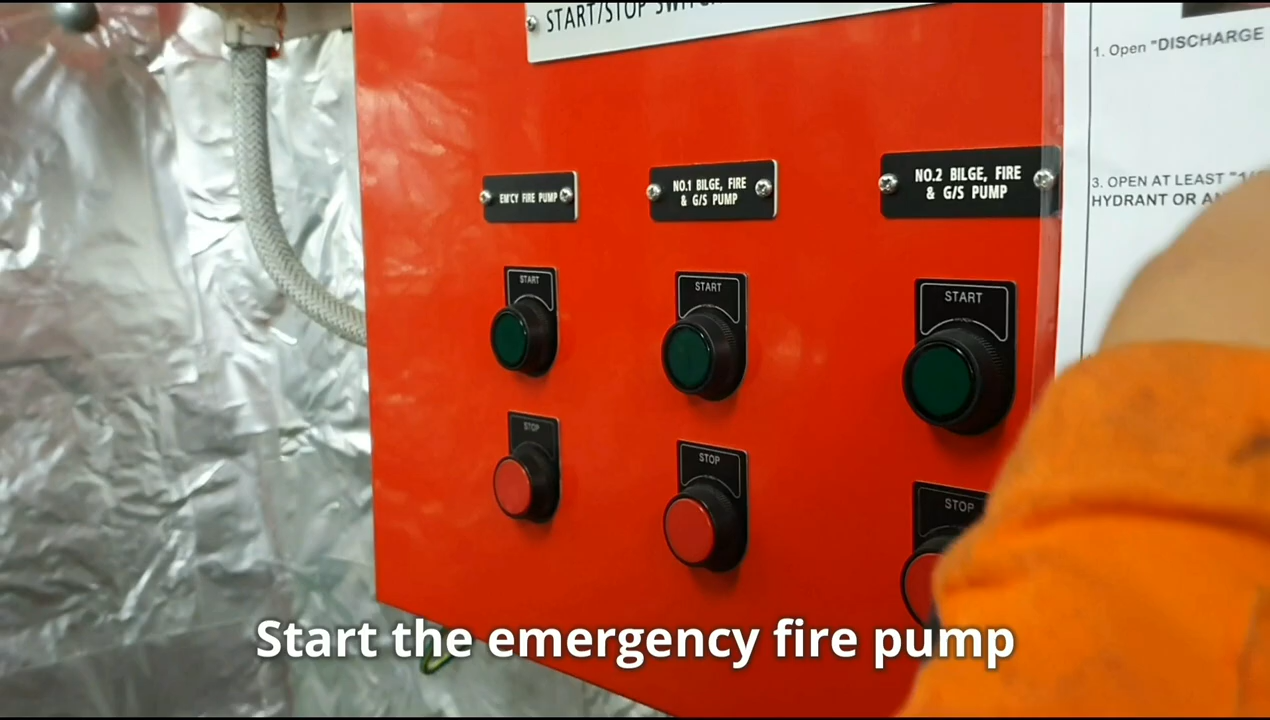 START/STOP
1. Open "DISCHARGE
EM'CY FIRE PUMP
NO.1 BILGE, FIRE
& G/S PUMP
NO.2 BILGE, FIRE
& G/S PUMP
3. OPEN AT LEAST
HYDRANT OR
START
START
START
STOP
STOP
STOP
Start the emergency fire pump